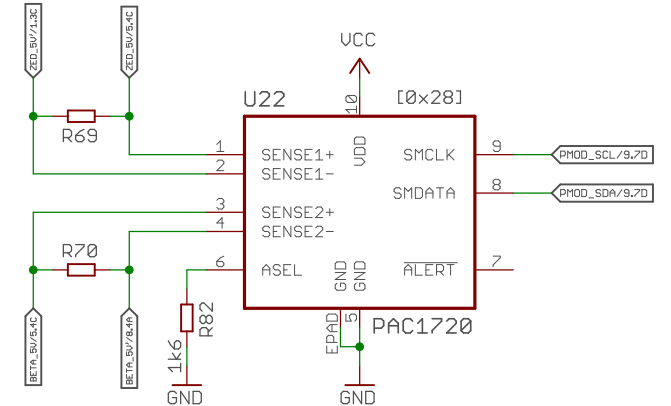 ZED_5V'/1.3C
ZED_5V/5.4C
VCC
U22
[0x28]
10
R69
VDD
1
SENSE1+
SMCLK
9
PMOD_SCL/9.7D
2
SENSE1-
SMDATA
8
PMOD_SDA/9.7D
3
SENSE2+
4
SENSE2-
R70
6
ASEL
GND
GND
ALERT
7
R82
1k6
EPAD
5
PAC1720
BETA_5V/5.4C
BETA_5V'/8.4A
GND
GND